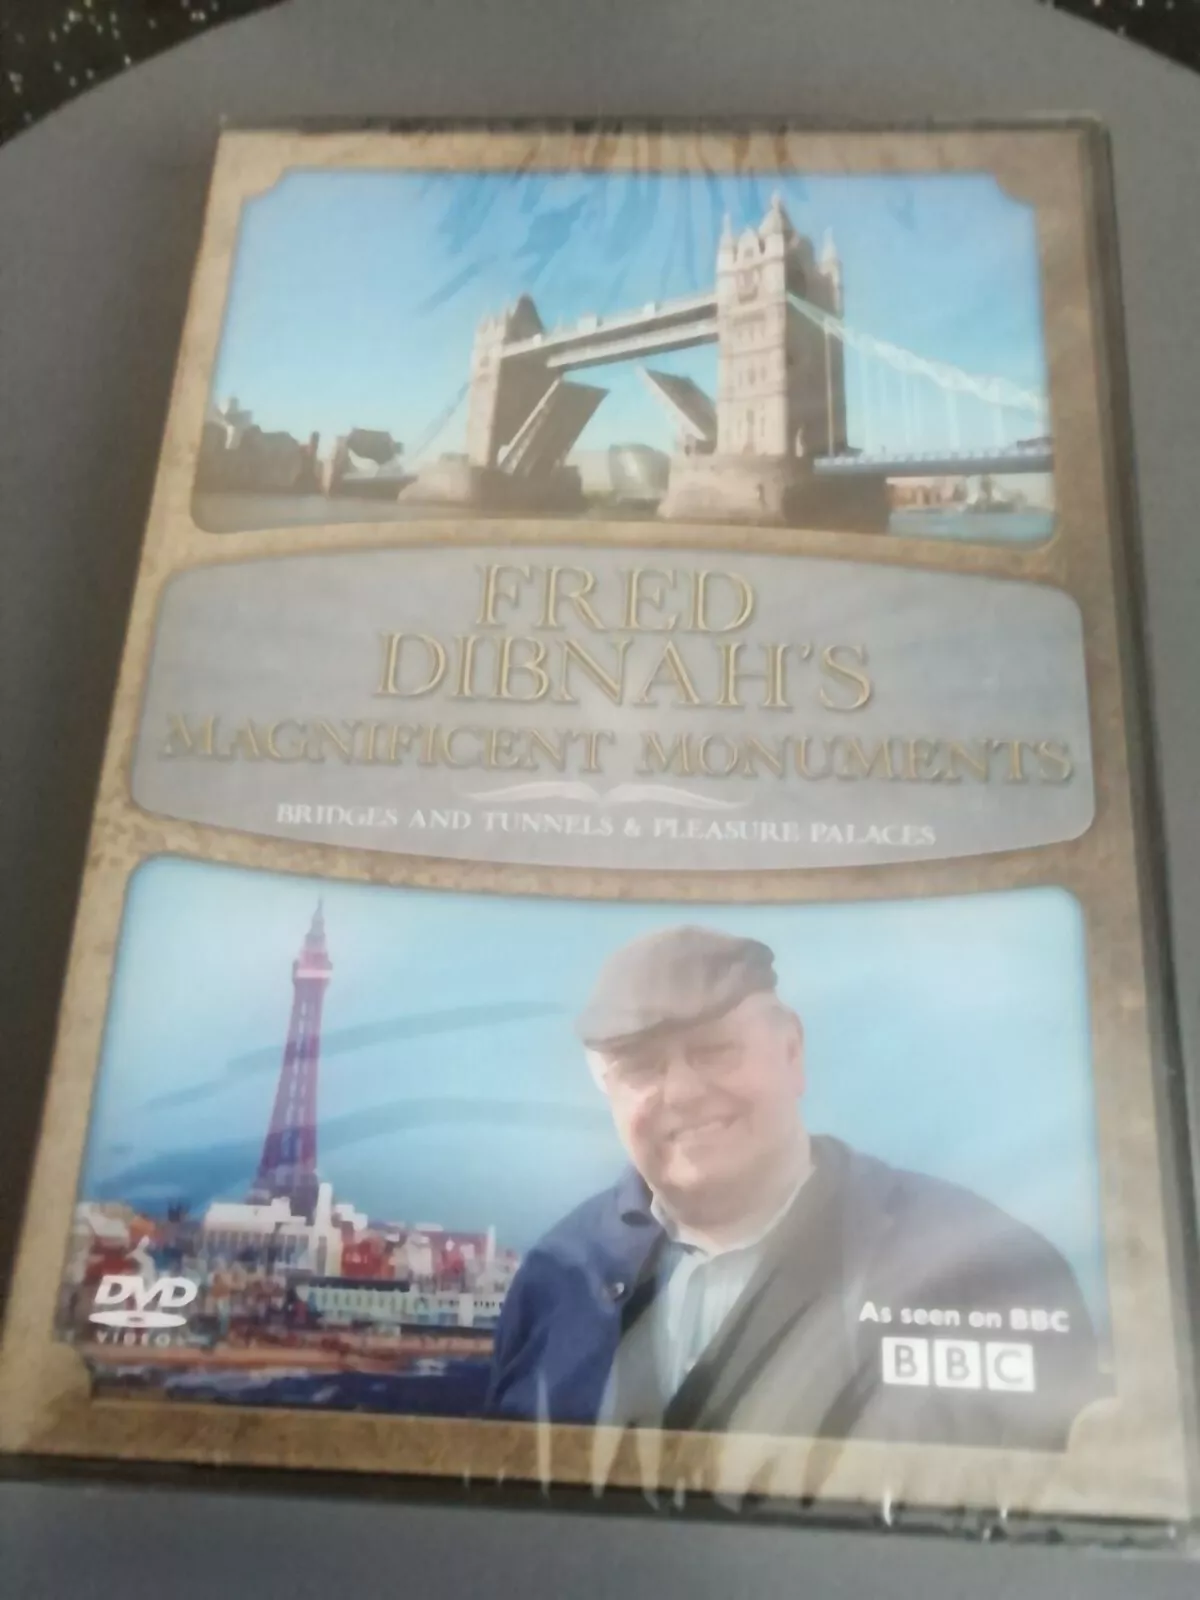 FRED
DIBNAH'S
MAGNIFICENT MONUMENTS
BRIDGES AND TUNNELS & PLEASURE PALACES
DVD
VIDEO
As seen on BBC
BBC